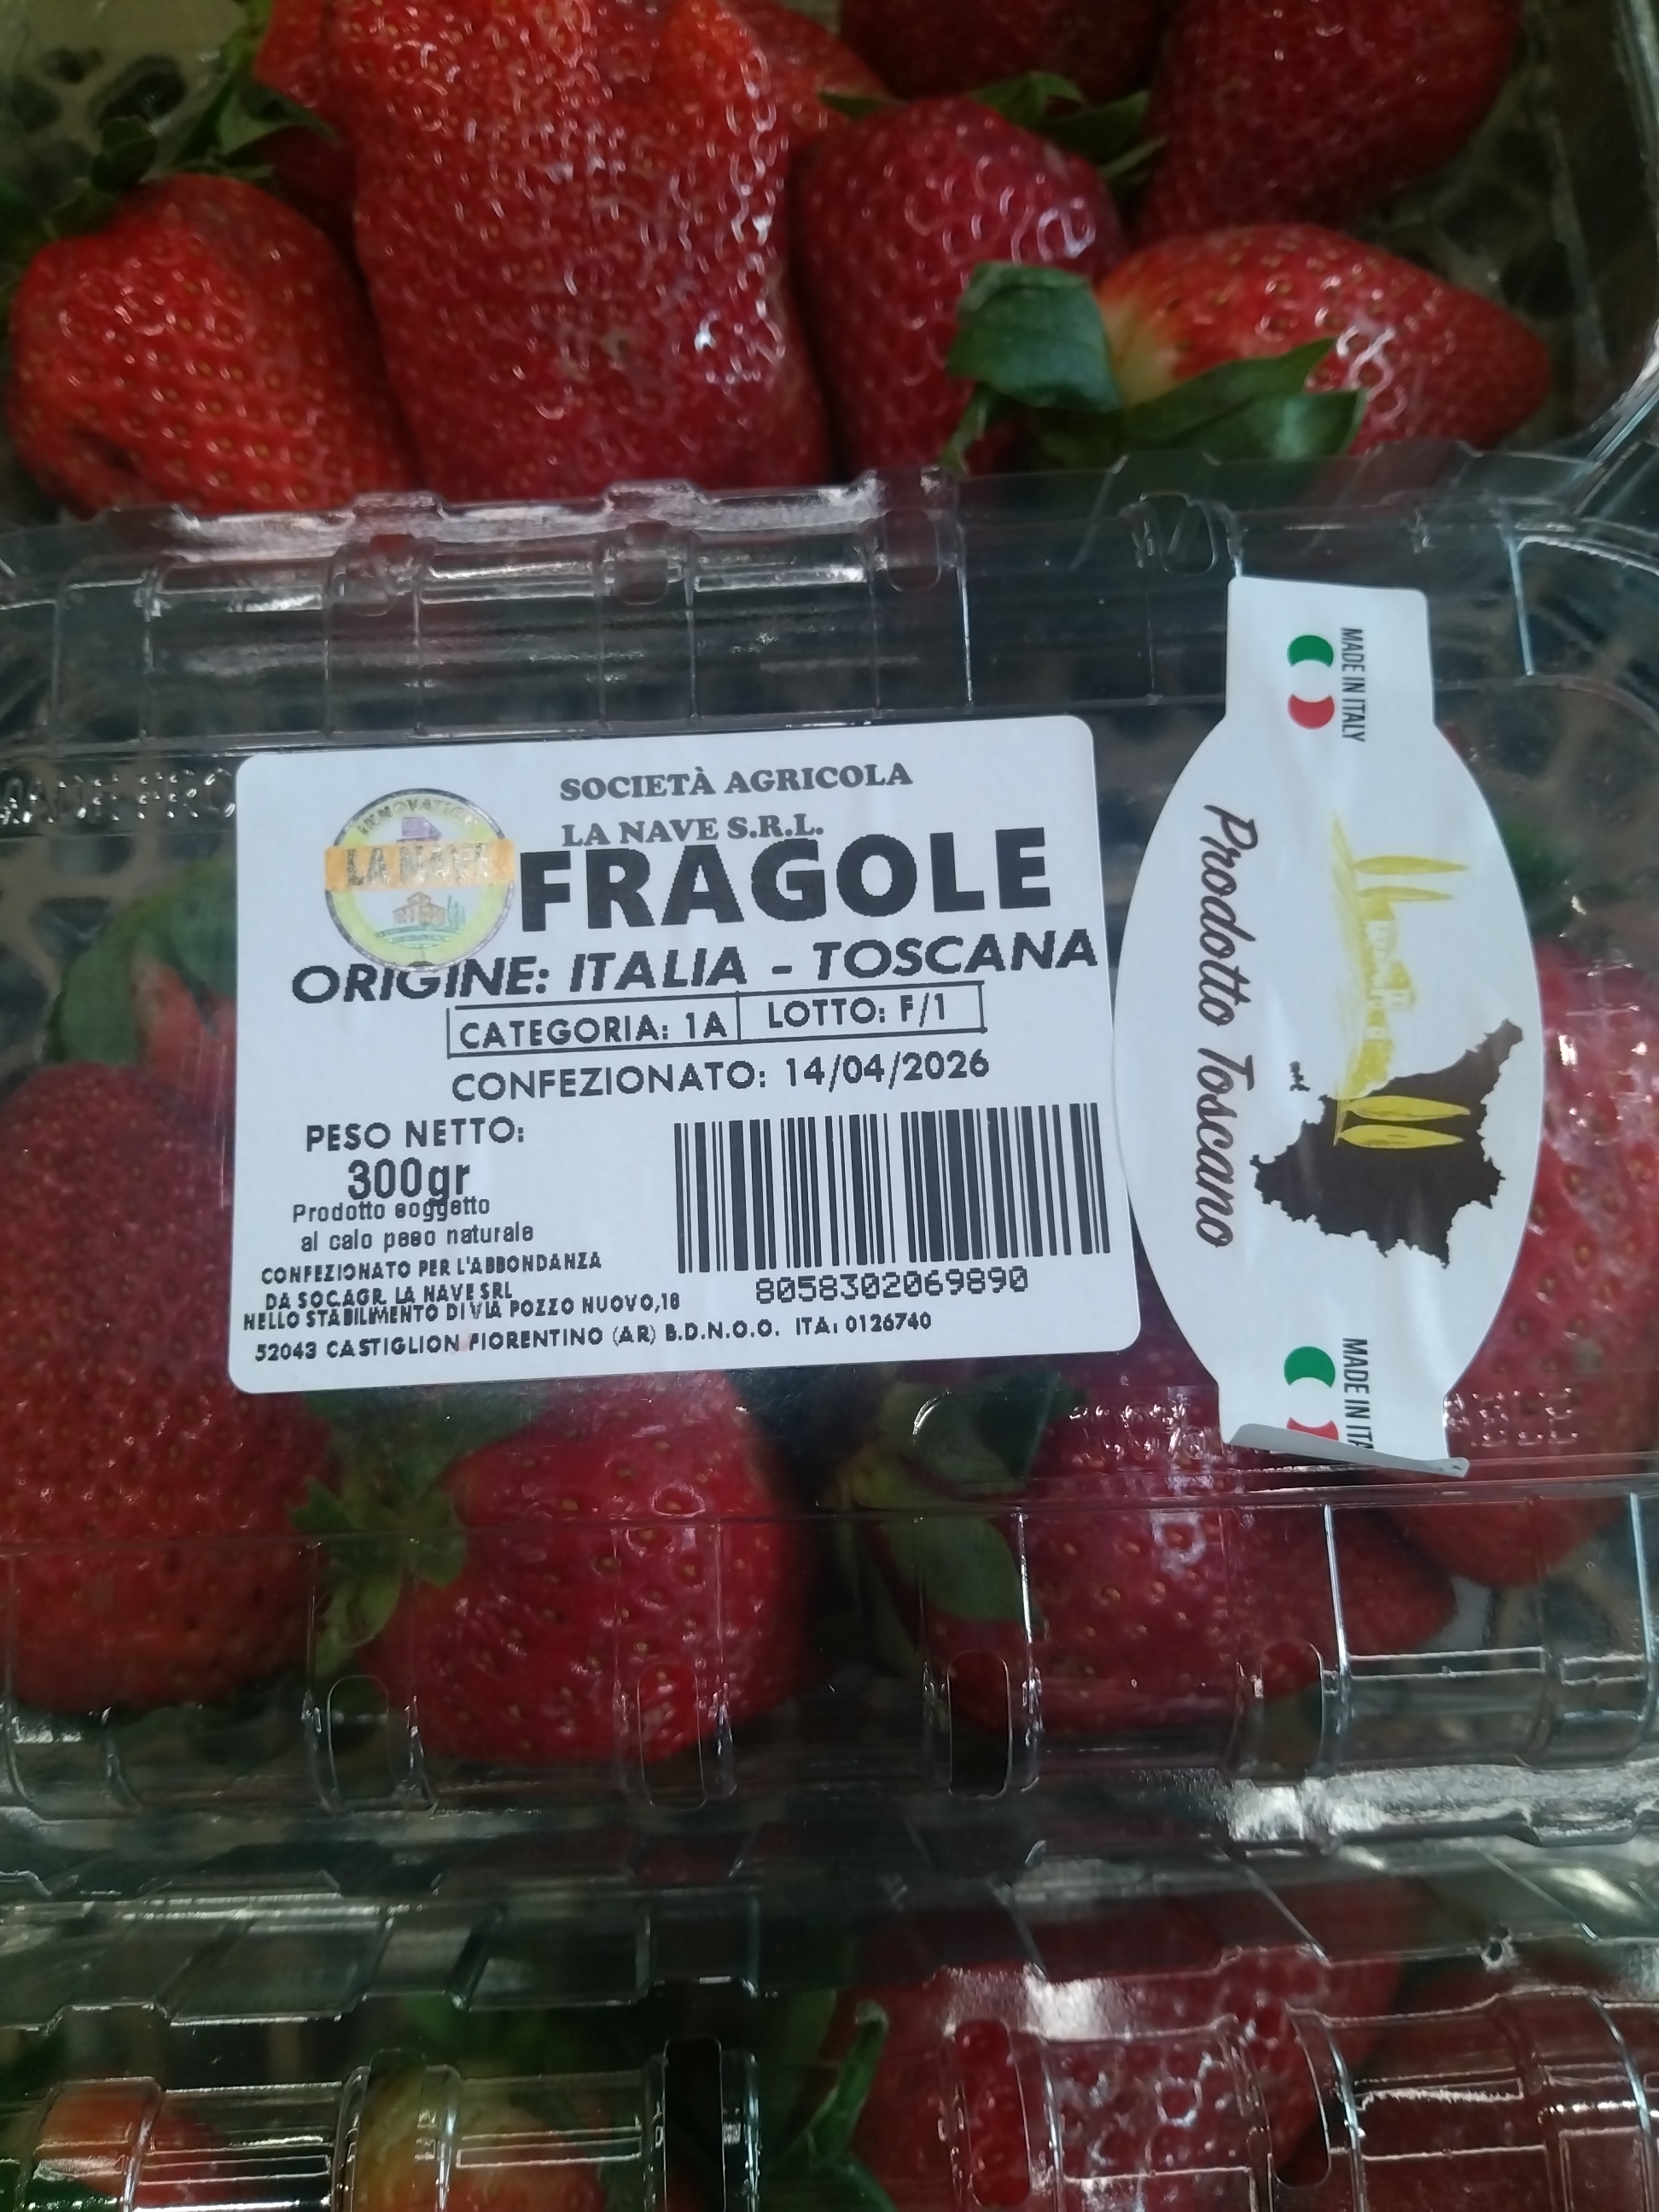 SOCIETÀ AGRICOLA
LA NAVE S.R.L.
LA NAVE
FRAGOLE
ORIGINE: ITALIA - TOSCANA
CATEGORIA: 1A LOTTO: F/1
CONFEZIONATO: 14/04/2026
PESO NETTO:
300gr
Prodotto soggetto
al calo peso naturale
CONFEZIONATO PER L'ABBONDANZA
DA SOC.AGR. LA NAVE SRL
NELLO STABILIMENTO DI VIA POZZO NUOVO,18
52043 CASTIGLION FIORENTINO (AR) B.D.N.O.O. ITA: 0126740
8058302069890
MADE IN ITALY
Prodotto Toscano
MADE IN ITA